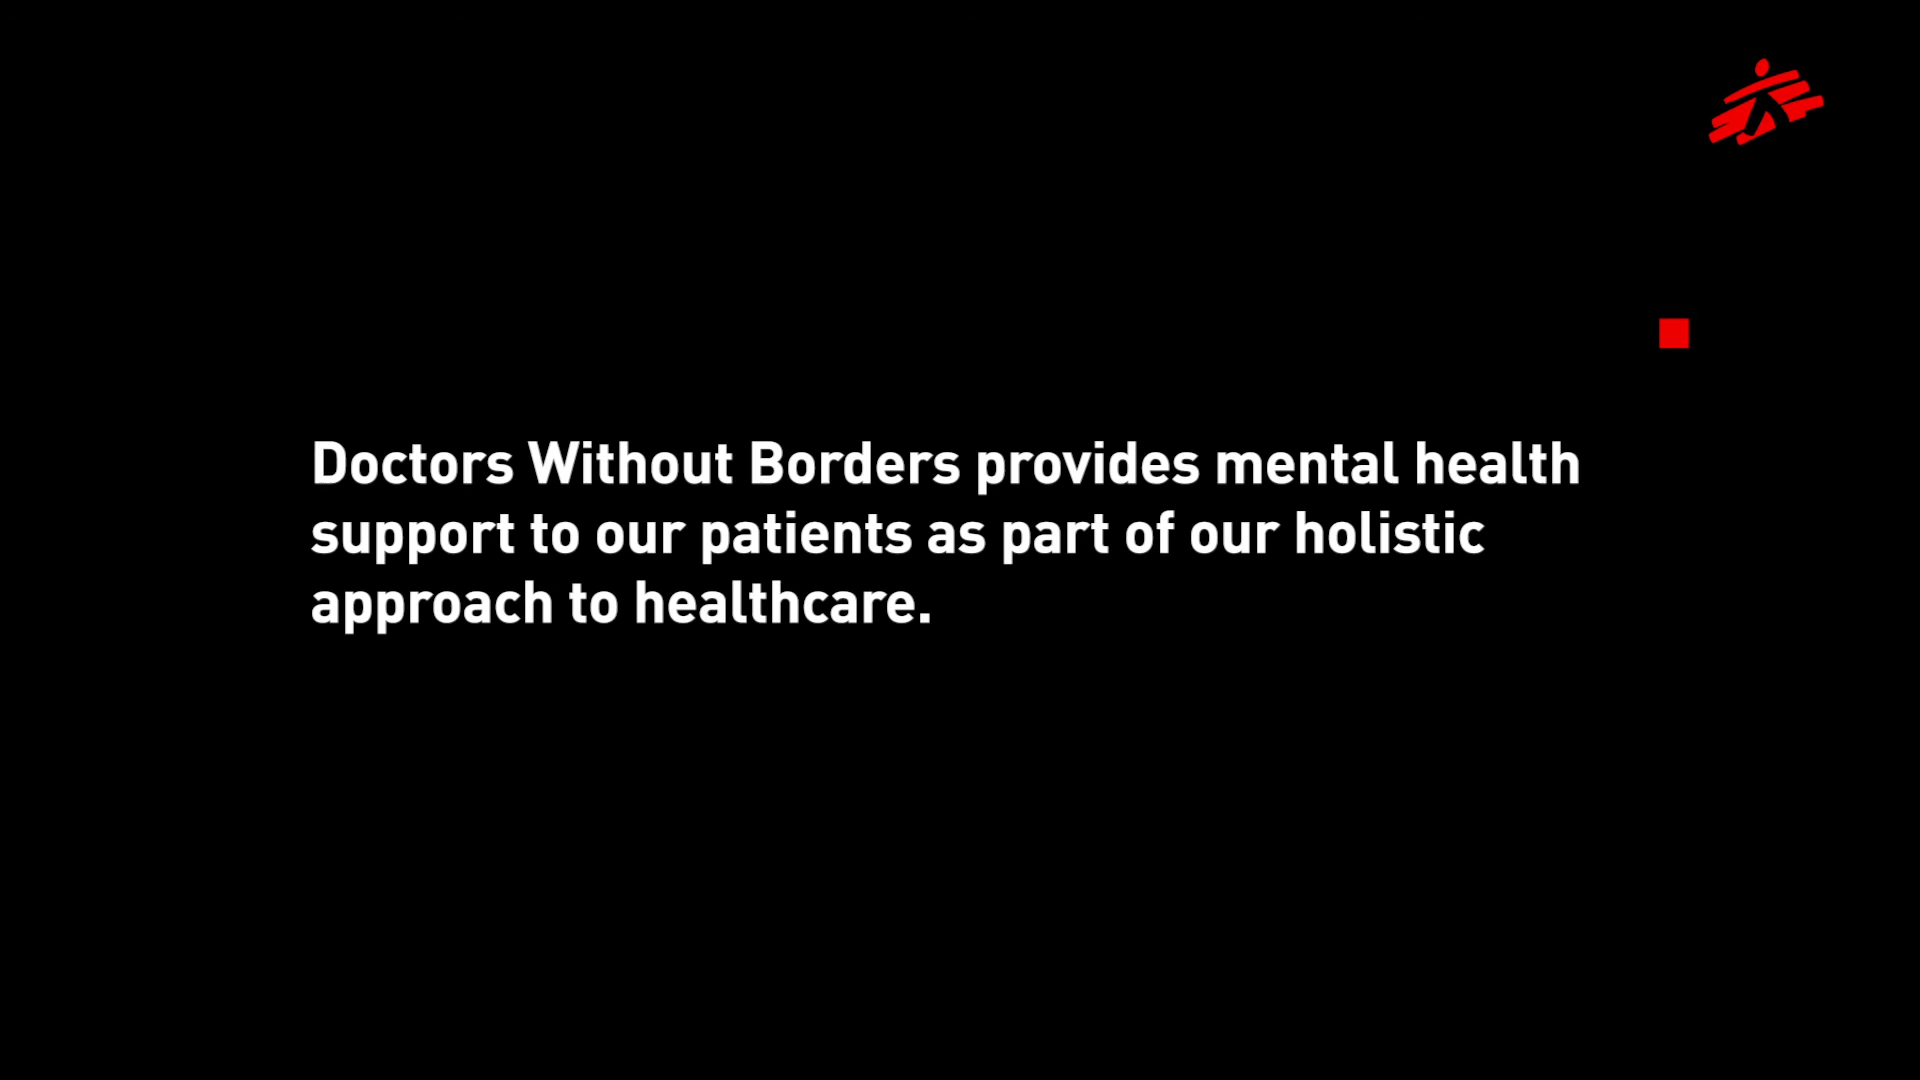 Doctors Without Borders provides mental health
support to our patients as part of our holistic
approach to healthcare.